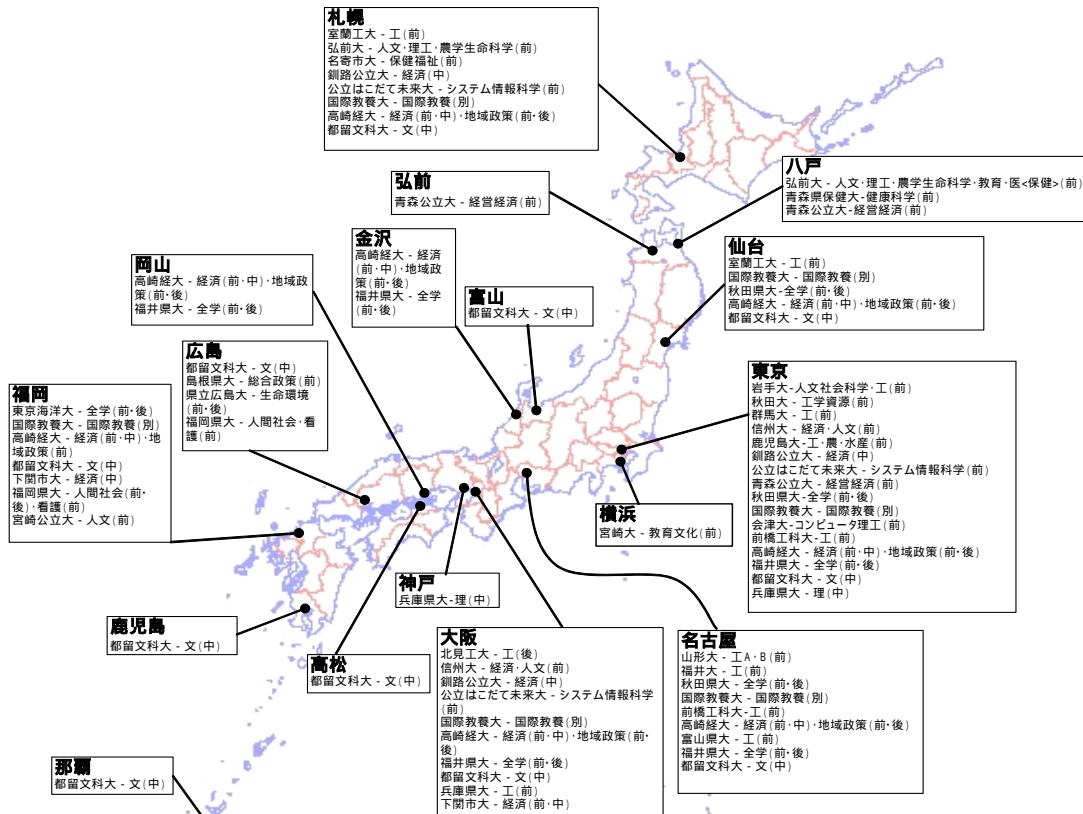 札幌
室蘭工大 - 工(前)
弘前大 - 人文･理工･農学生命科学(前)
名寄市大 - 保健福祉(前)
釧路公立大 - 経済(中)
公立はこだて未来大 - システム情報科学(前)
国際教養大 - 国際教養(別)
高崎経大 - 経済(前･中)･地域政策(前･後)
都留文科大 - 文(中)
弘前
青森公立大 - 経営経済(前)
八戸
弘前大 - 人文･理工･農学生命科学･教育･医<保健>(前)
青森県保健大-健康科学(前)
青森公立大-経営経済(前)
仙台
室蘭工大 - 工(前)
国際教養大 - 国際教養(別)
秋田県大-全学(前･後)
高崎経大 - 経済(前･中)･地域政策(前･後)
都留文科大 - 文(中)
金沢
高崎経大 - 経済
(前･中)･地域政
策(前･後)
福井県大 - 全学
(前･後)
富山
都留文科大 - 文(中)
岡山
高崎経大 - 経済(前･中)･地域政
策(前･後)
福井県大 - 全学(前･後)
広島
都留文科大 - 文(中)
島根県大 - 総合政策(前)
県立広島大 - 生命環境
(前･後)
福岡県大 - 人間社会･看
護(前)
福岡
東京海洋大 - 全学(前･後)
国際教養大 - 国際教養(別)
高崎経大 - 経済(前･中)･地
域政策(前)
都留文科大 - 文(中)
下関市大 - 経済(中)
福岡県大 - 人間社会(前･
後)･看護(前)
宮崎公立大 - 人文(前)
東京
岩手大-人文社会科学･工(前)
秋田大 - 工学資源(前)
群馬大 - 工(前)
信州大 - 経済･人文(前)
鹿児島大-工･農･水産(前)
釧路公立大 - 経済(中)
公立はこだて未来大 - システム情報科学(前)
青森公立大 - 経営経済(前)
秋田県大-全学(前･後)
国際教養大 - 国際教養(別)
会津大-コンピュータ理工(前)
前橋工科大-工(前)
高崎経大 - 経済(前･中)･地域政策(前･後)
福井県大 - 全学(前･後)
都留文科大 - 文(中)
兵庫県大 - 理(中)
横浜
宮崎大 - 教育文化(前)
神戸
兵庫県大-理(中)
鹿児島
都留文科大 - 文(中)
高松
都留文科大 - 文(中)
大阪
北見工大 - 工(後)
信州大 - 経済･人文(前)
釧路公立大 - 経済(中)
公立はこだて未来大 - システム情報科学
(前)
国際教養大 - 国際教養(別)
高崎経大 - 経済(前･中)･地域政策(前･
後)
福井県大 - 全学(前･後)
都留文科大 - 文(中)
兵庫県大 - 工(前)
下関市大 - 経済(前･中)
名古屋
山形大 - 工A･B(前)
福井大 - 工(前)
秋田県大 - 全学(前･後)
国際教養大 - 国際教養(別)
前橋工科大-工(前)
高崎経大 - 経済(前･中)･地域政策(前･後)
富山県大 - 工(前)
福井県大 - 全学(前･後)
都留文科大 - 文(中)
那覇
都留文科大 - 文(中)